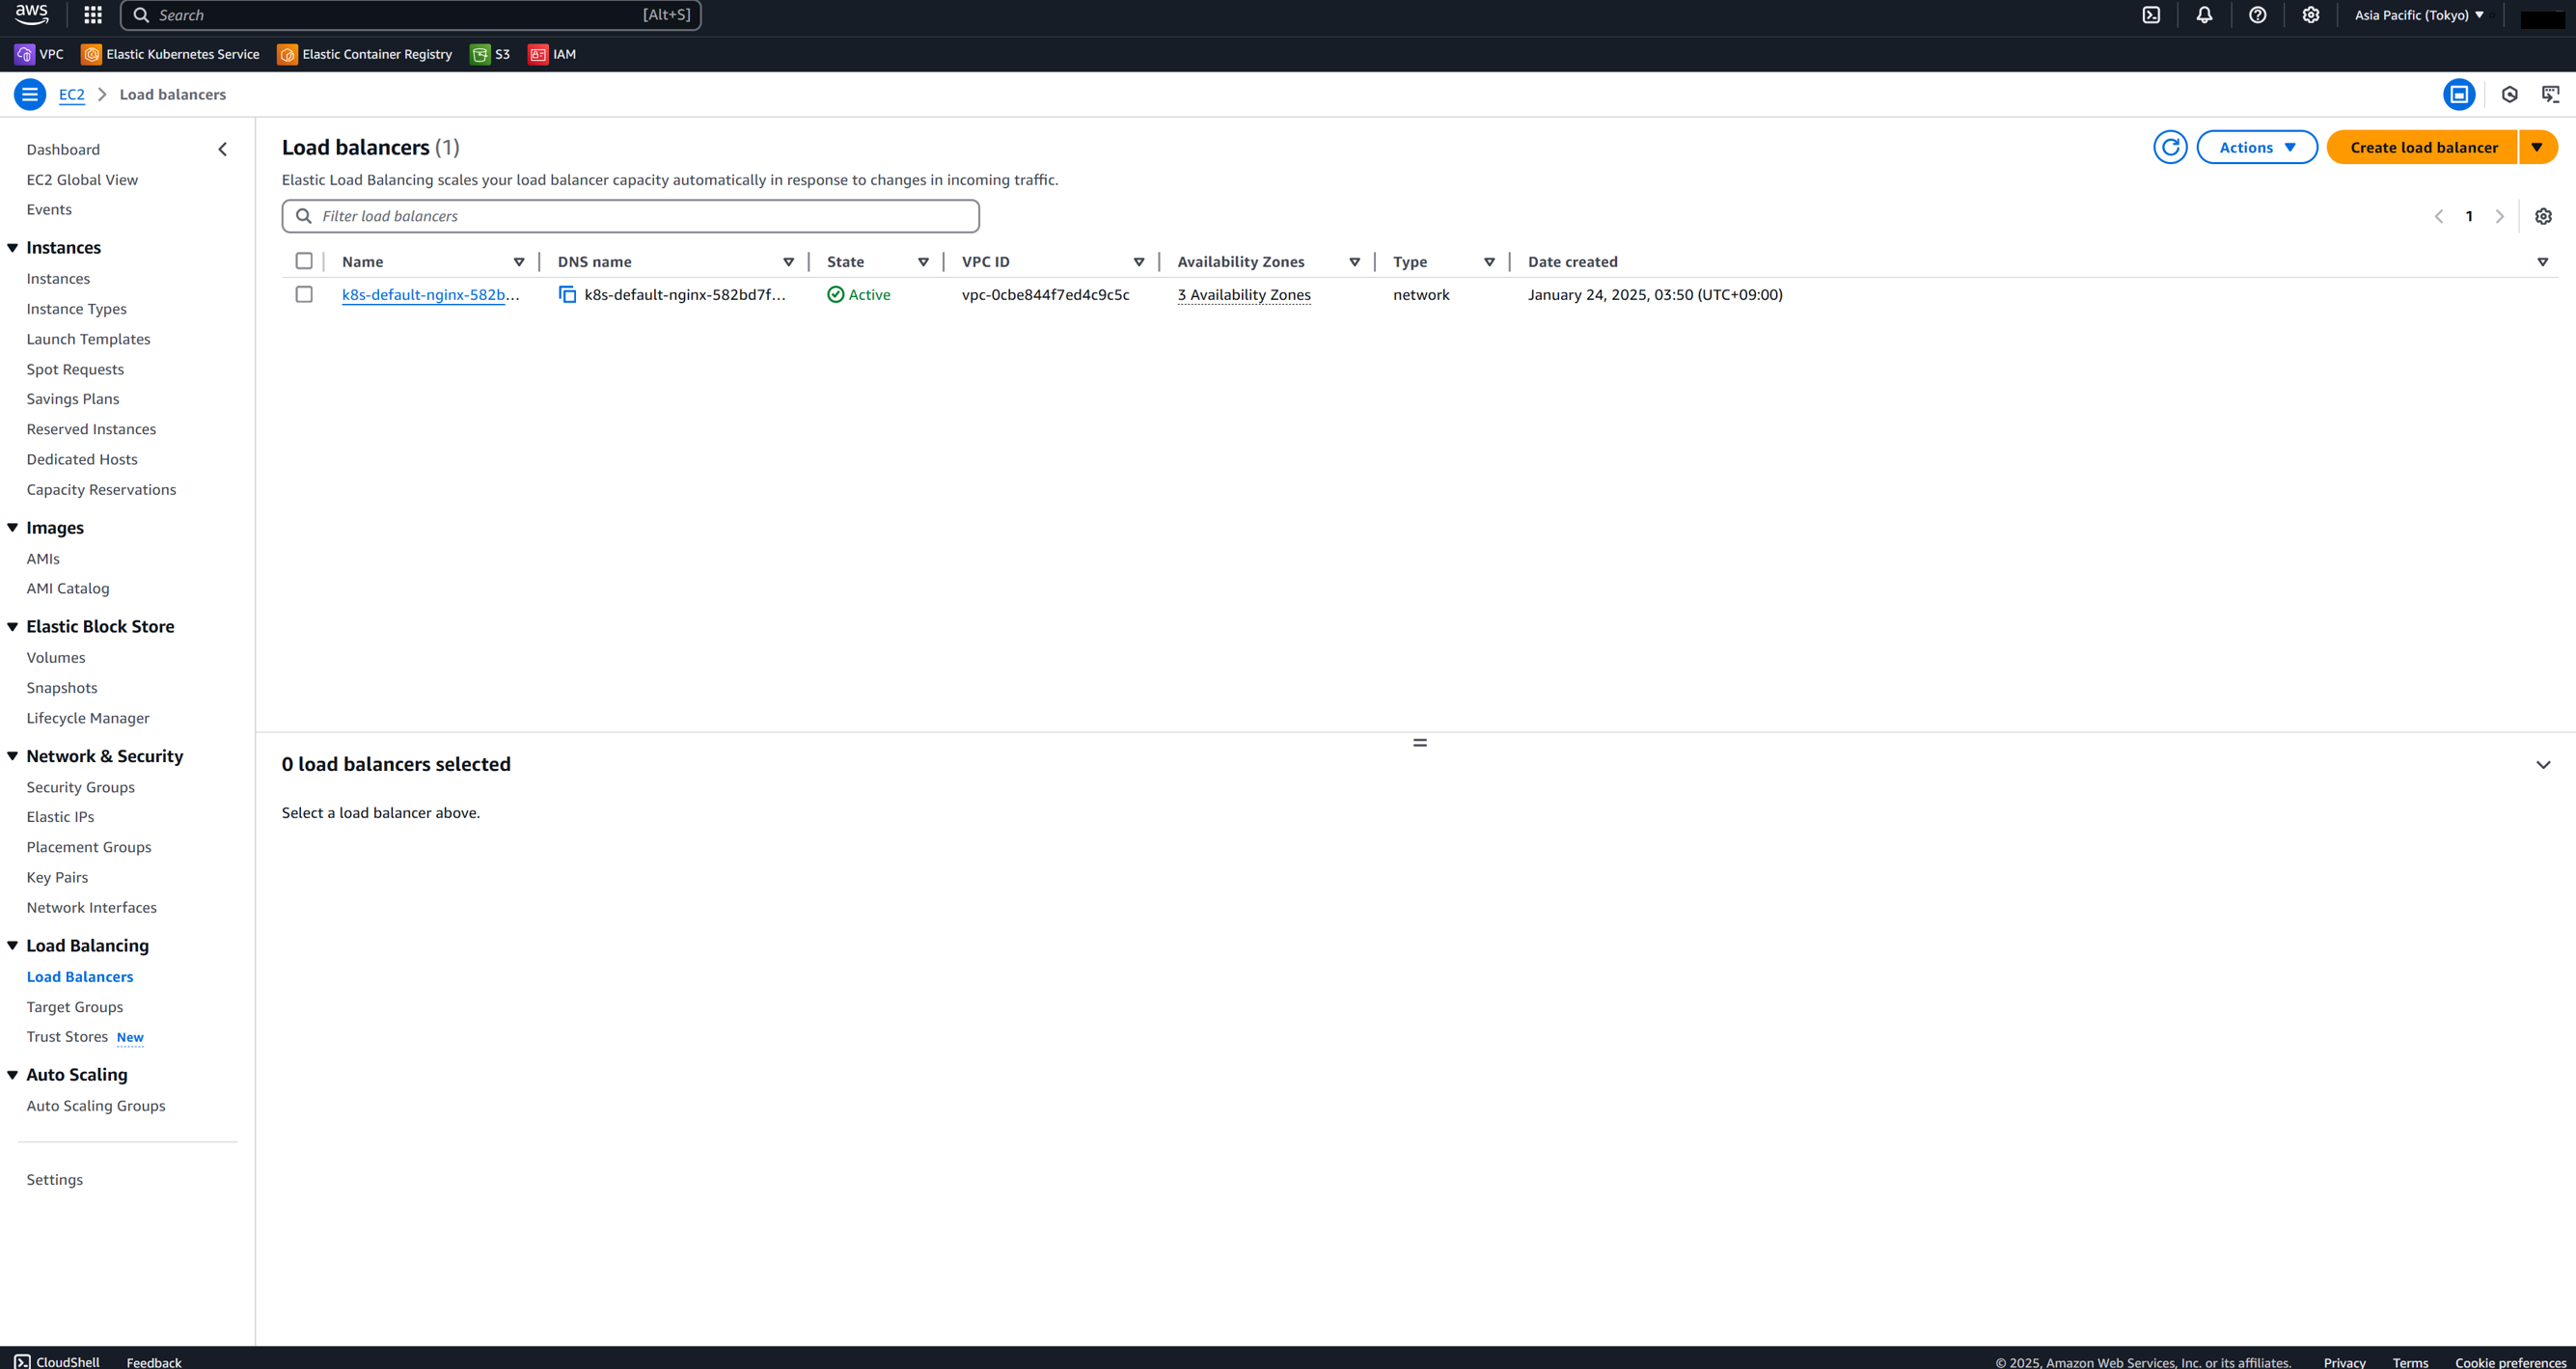 aws
Search [Alt+S]
Asia Pacific (Tokyo)
VPC Elastic Kubernetes Service Elastic Container Registry S3 IAM
EC2 Load balancers
Dashboard
EC2 Global View
Events
Instances
Instances
Instance Types
Launch Templates
Spot Requests
Savings Plans
Reserved Instances
Dedicated Hosts
Capacity Reservations
Images
AMIs
AMI Catalog
Elastic Block Store
Volumes
Snapshots
Lifecycle Manager
Network & Security
Security Groups
Elastic IPs
Placement Groups
Key Pairs
Network Interfaces
Load Balancing
Load Balancers
Target Groups
Trust Stores New
Auto Scaling
Auto Scaling Groups
Settings
Load balancers (1)
Actions
Create load balancer
Elastic Load Balancing scales your load balancer capacity automatically in response to changes in incoming traffic.
Filter load balancers
1
Name DNS name State VPC ID Availability Zones Type Date created
k8s-default-nginx-582b... k8s-default-nginx-582bd7f... Active vpc-0cbe844f7ed4c9c5c 3 Availability Zones network January 24, 2025, 03:50 (UTC+09:00)
0 load balancers selected
Select a load balancer above.
CloudShell Feedback
© 2025, Amazon Web Services, Inc. or its affiliates. Privacy Terms Cookie preferences